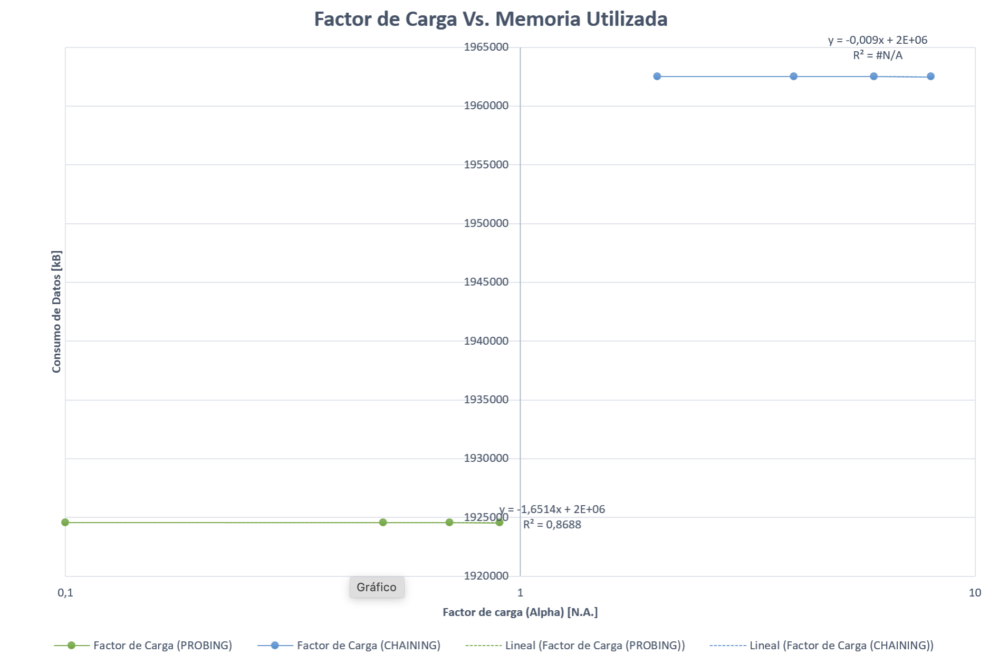 Factor de Carga Vs. Memoria Utilizada
y = -0,009x + 2E+06
R² = #N/A
1965000
1960000
1955000
1950000
1945000
1940000
1935000
1930000
1925000
1920000
Consumo de Datos [kB]
y = -1,6514x + 2E+06
R² = 0,8688
Gráfico
0,1 1 10
Factor de carga (Alpha) [N.A.]
Factor de Carga (PROBING) Factor de Carga (CHAINING) Lineal (Factor de Carga (PROBING)) Lineal (Factor de Carga (CHAINING))